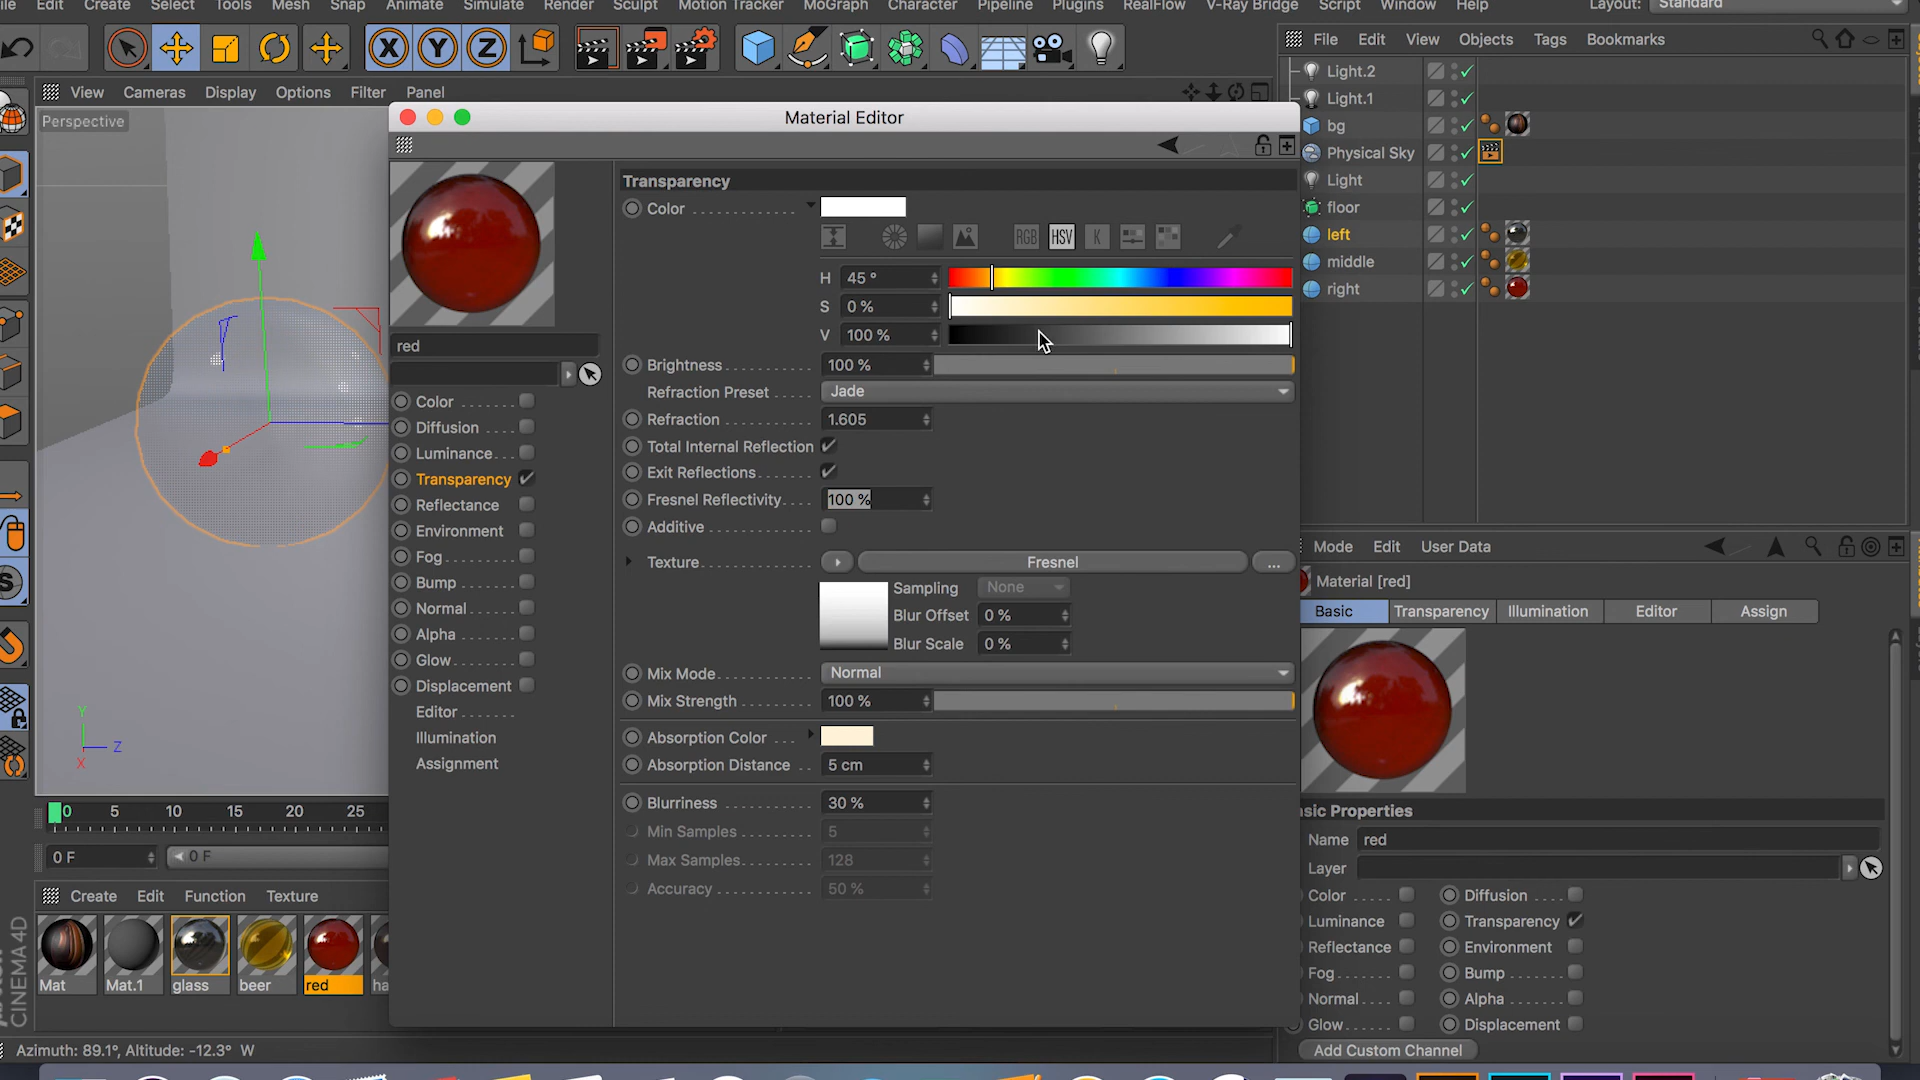 Edit Create Select Tools Mesh Snap Animate Simulate Render Sculpt Motion Tracker MoGraph Character Pipeline Plugins RealFlow V-Ray Bridge Script Window Help Layout: Standard
X Y Z
View Cameras Display Options Filter Panel
Perspective
Material Editor
red
Color
Diffusion
Luminance
Transparency
Reflectance
Environment
Fog
Bump
Normal
Alpha
Glow
Displacement
Editor
Illumination
Assignment
Transparency
Color
RGB HSV K
H 45 °
S 0 %
V 100 %
Brightness 100 %
Refraction Preset Jade
Refraction 1.605
Total Internal Reflection
Exit Reflections
Fresnel Reflectivity 100 %
Additive
Texture Fresnel ...
Sampling None
Blur Offset 0 %
Blur Scale 0 %
Mix Mode Normal
Mix Strength 100 %
Absorption Color
Absorption Distance 5 cm
Blurriness 30 %
Min Samples 5
Max Samples 128
Accuracy 50 %
Y
Z
X
0 5 10 15 20 25
0 F 0 F
Create Edit Function Texture
Mat Mat.1 glass beer red ha
CINEMA 4D
Azimuth: 89.1°, Altitude: -12.3° W
File Edit View Objects Tags Bookmarks
Light.2
Light.1
bg
Physical Sky
Light
floor
left
middle
right
Mode Edit User Data
Material [red]
Basic Transparency Illumination Editor Assign
sic Properties
Name red
Layer
Color Diffusion
Luminance Transparency
Reflectance Environment
Fog Bump
Normal Alpha
Glow Displacement
Add Custom Channel